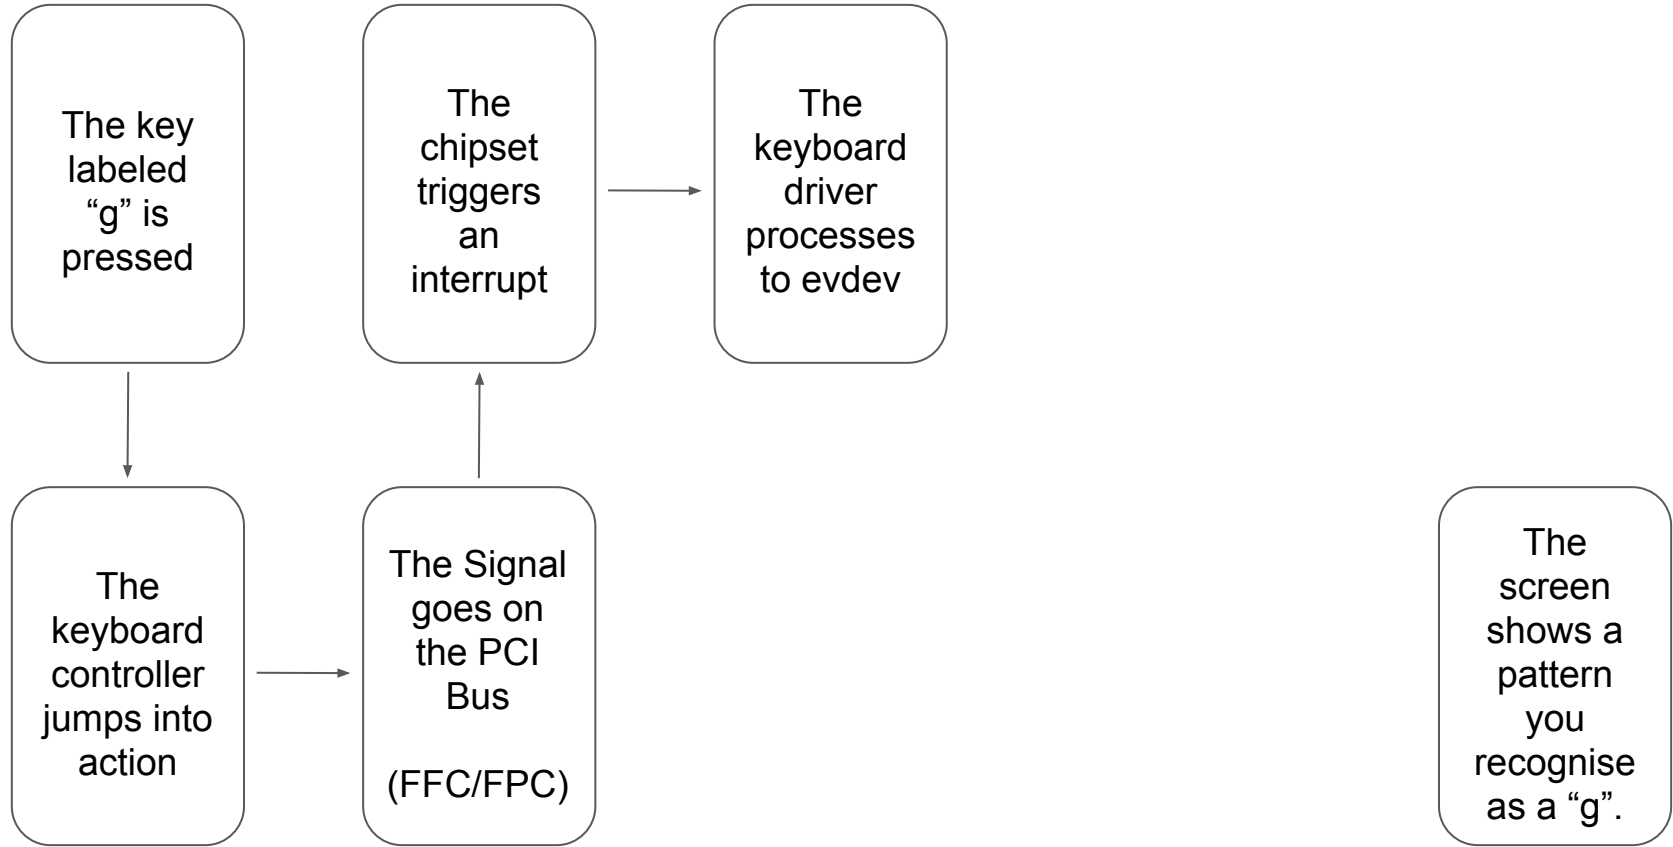 The key
labeled
“g” is
pressed
The
keyboard
controller
jumps into
action
The Signal
goes on
the PCI
Bus
(FFC/FPC)
The
chipset
triggers
an
interrupt
The
keyboard
driver
processes
to evdev
The
screen
shows a
pattern
you
recognise
as a “g”.